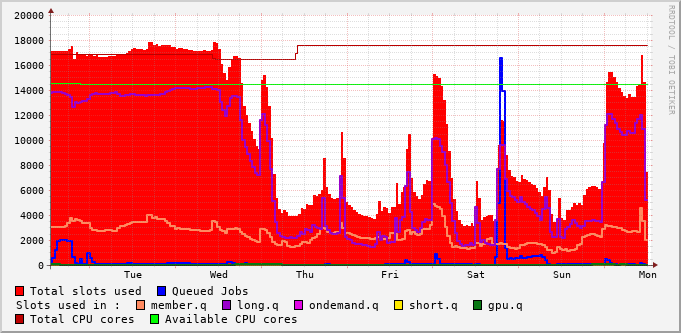 20000
18000
16000
14000
12000
10000
8000
6000
4000
2000
0
Tue Wed Thu Fri Sat Sun Mon
RRDTOOL / TOBI OETIKER
Total slots used Queued Jobs
Slots used in : member.q long.q ondemand.q short.q gpu.q
Total CPU cores Available CPU cores